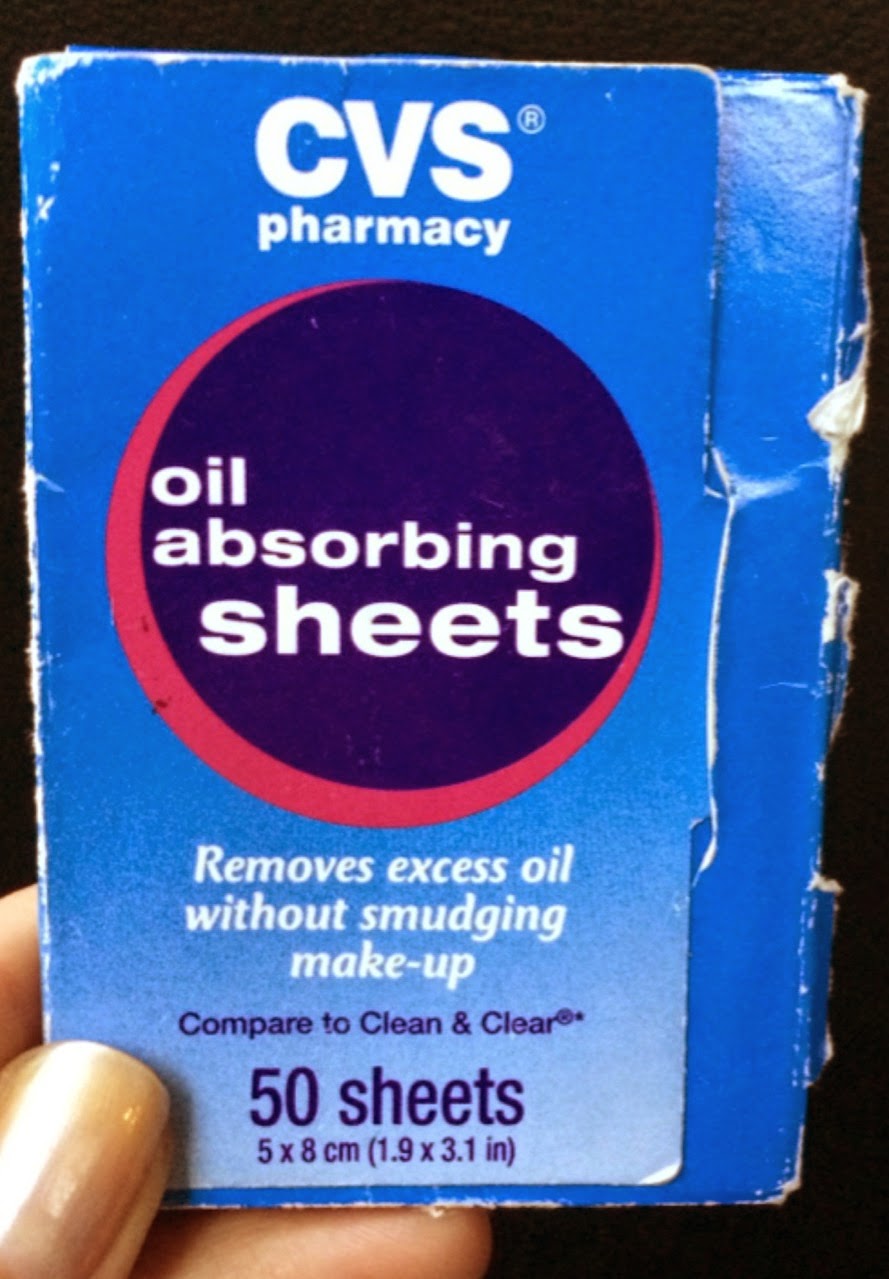 CVS®
pharmacy
oil
absorbing
sheets
Removes excess oil
without smudging
make-up
Compare to Clean & Clear®*
50 sheets
5 x 8 cm (1.9 x 3.1 in)